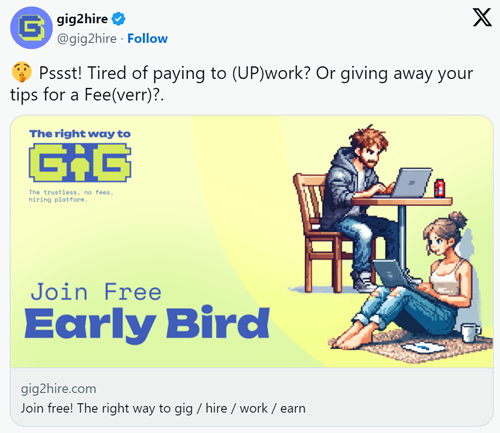 gig2hire
@gig2hire · Follow
🤫 Pssst! Tired of paying to (UP)work? Or giving away your
tips for a Fee(verr)?.
The right way to
GIG
The trustless, no fees,
hiring platform.
Join Free
Early Bird
gig2hire.com
Join free! The right way to gig / hire / work / earn